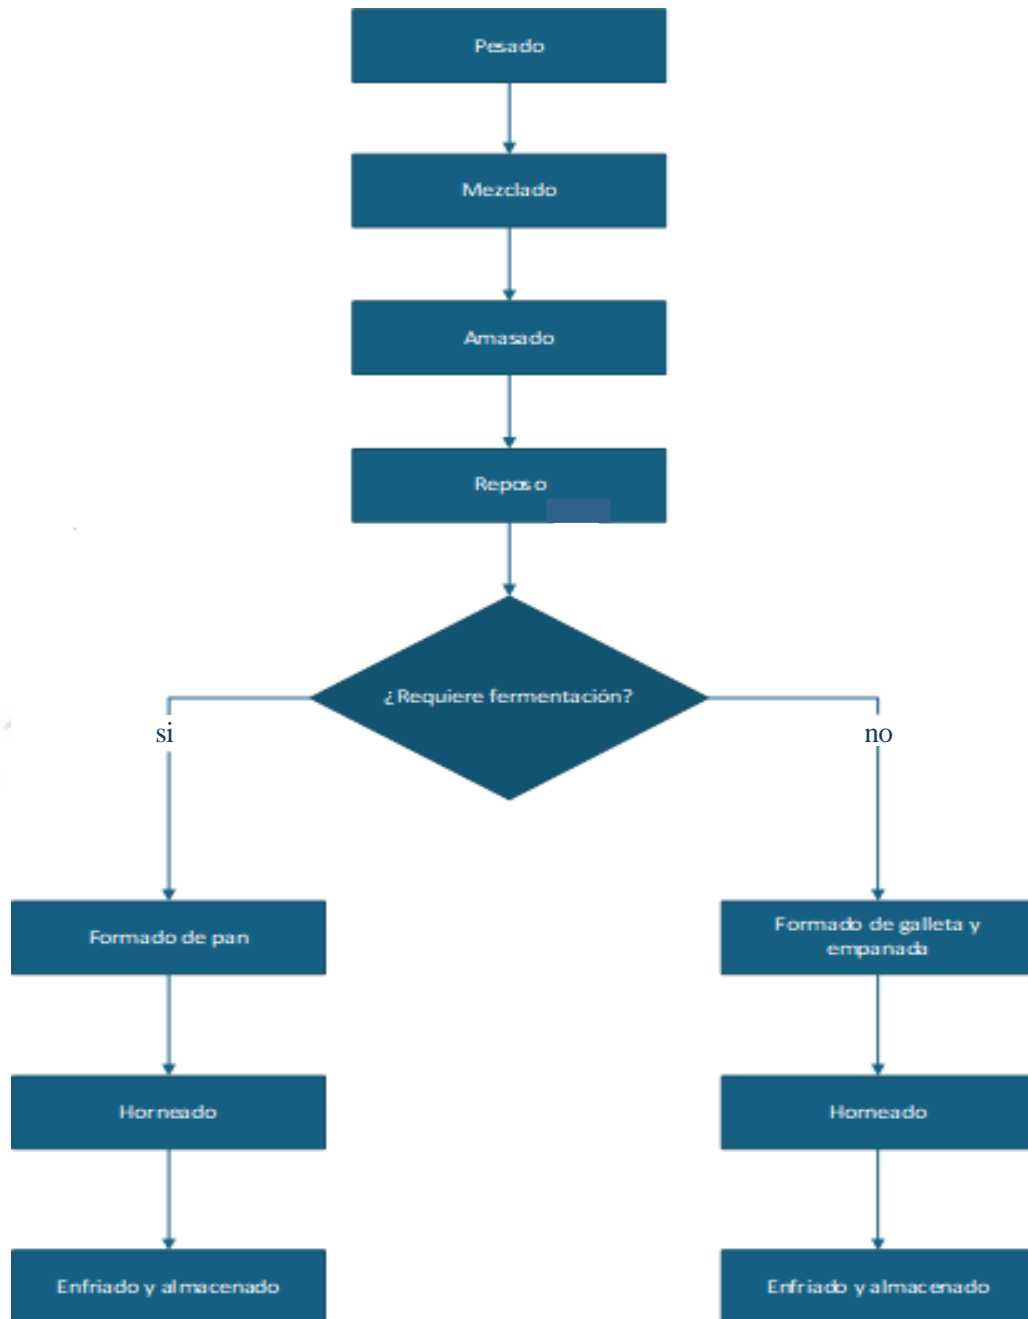 Pesado
Mezclado
Amasado
Reposo
¿Requiere fermentación?
si
no
Formado de pan
Formado de galleta y
empanada
Horneado
Horneado
Enfriado y almacenado
Enfriado y almacenado